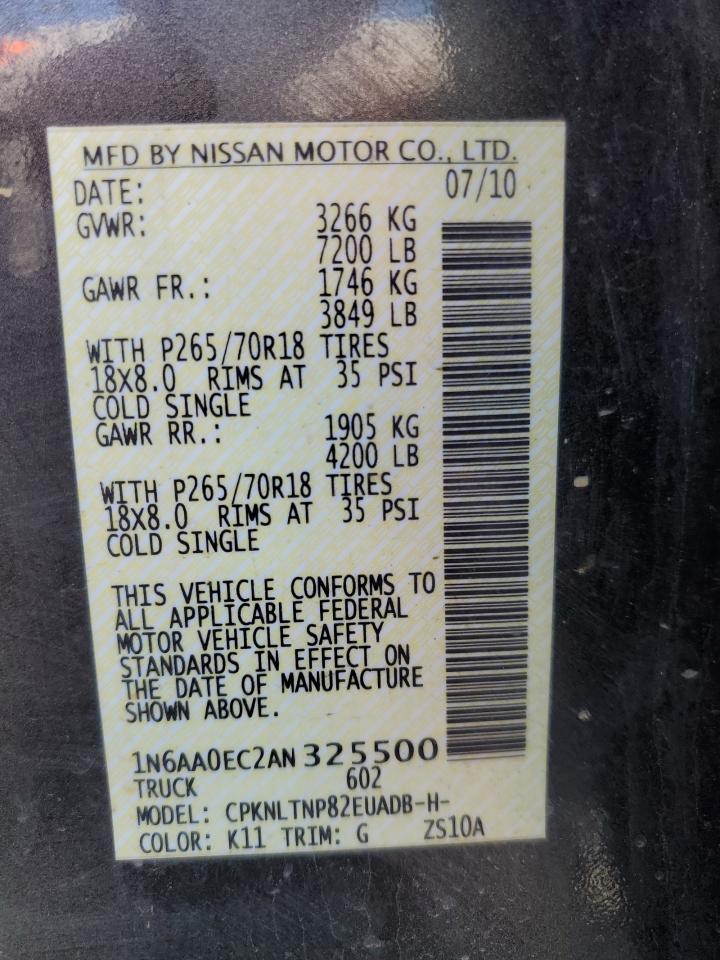 MFD BY NISSAN MOTOR CO., LTD.
DATE: 07/10
GVWR: 3266 KG
7200 LB
GAWR FR.: 1746 KG
3849 LB
WITH P265/70R18 TIRES
18X8.0 RIMS AT 35 PSI
COLD SINGLE
GAWR RR.: 1905 KG
4200 LB
WITH P265/70R18 TIRES
18X8.0 RIMS AT 35 PSI
COLD SINGLE
THIS VEHICLE CONFORMS TO
ALL APPLICABLE FEDERAL
MOTOR VEHICLE SAFETY
STANDARDS IN EFFECT ON
THE DATE OF MANUFACTURE
SHOWN ABOVE.
1N6AA0EC2AN325500
TRUCK 602
MODEL: CPKNLTNP82EUADB-H-
COLOR: K11 TRIM: G ZS10A